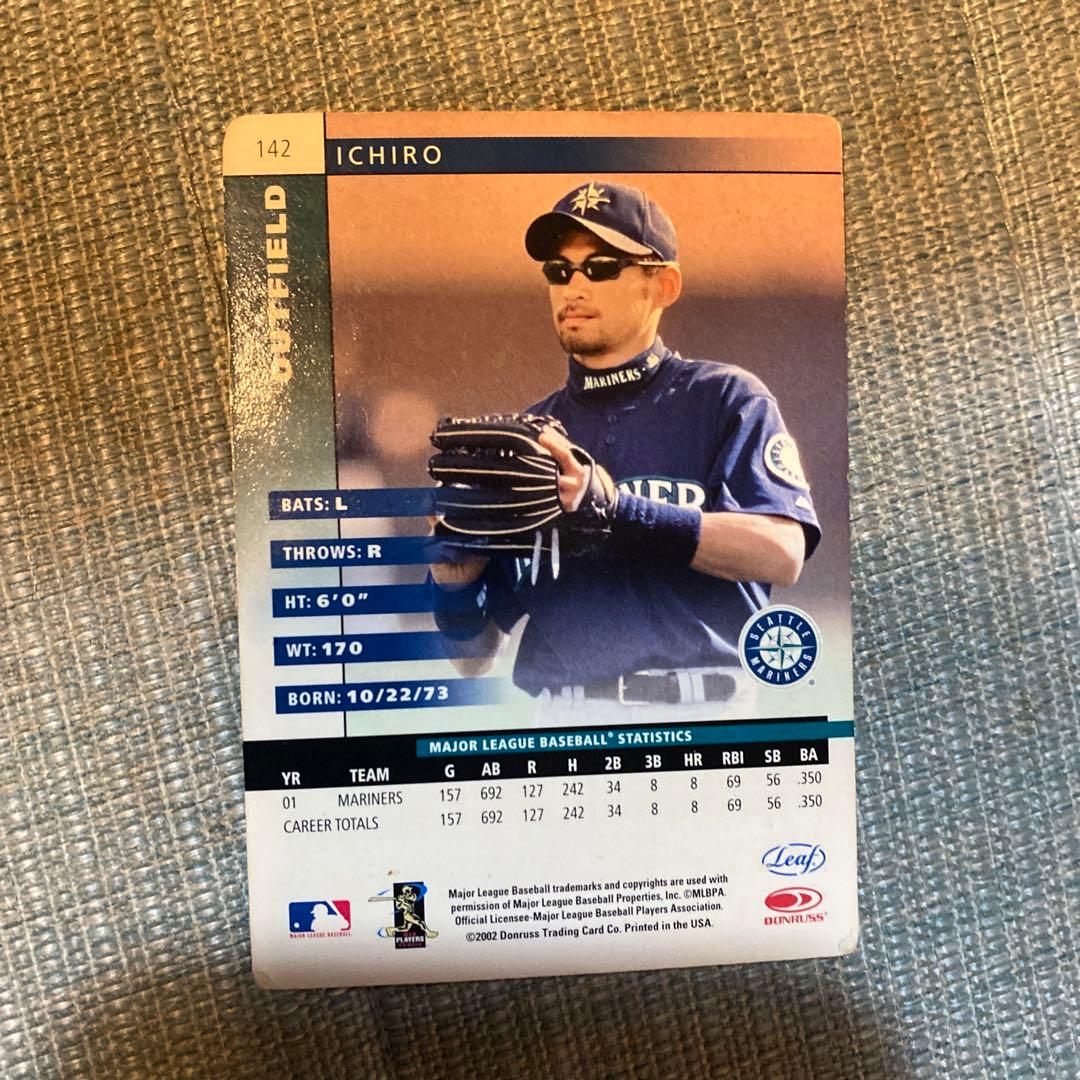 142
ICHIRO
OUTFIELD
MARINERS
BATS: L
THROWS: R
HT: 6'0"
WT: 170
BORN: 10/22/73
SEATTLE MARINERS
MAJOR LEAGUE BASEBALL® STATISTICS
YR TEAM G AB R H 2B 3B HR RBI SB BA
01 MARINERS 157 692 127 242 34 8 8 69 56 .350
CAREER TOTALS 157 692 127 242 34 8 8 69 56 .350
Leaf
MAJOR LEAGUE BASEBALL
PLAYERS
Major League Baseball trademarks and copyrights are used with
permission of Major League Baseball Properties, Inc. ©MLBPA.
Official Licensee-Major League Baseball Players Association.
©2002 Donruss Trading Card Co. Printed in the USA.
DONRUSS